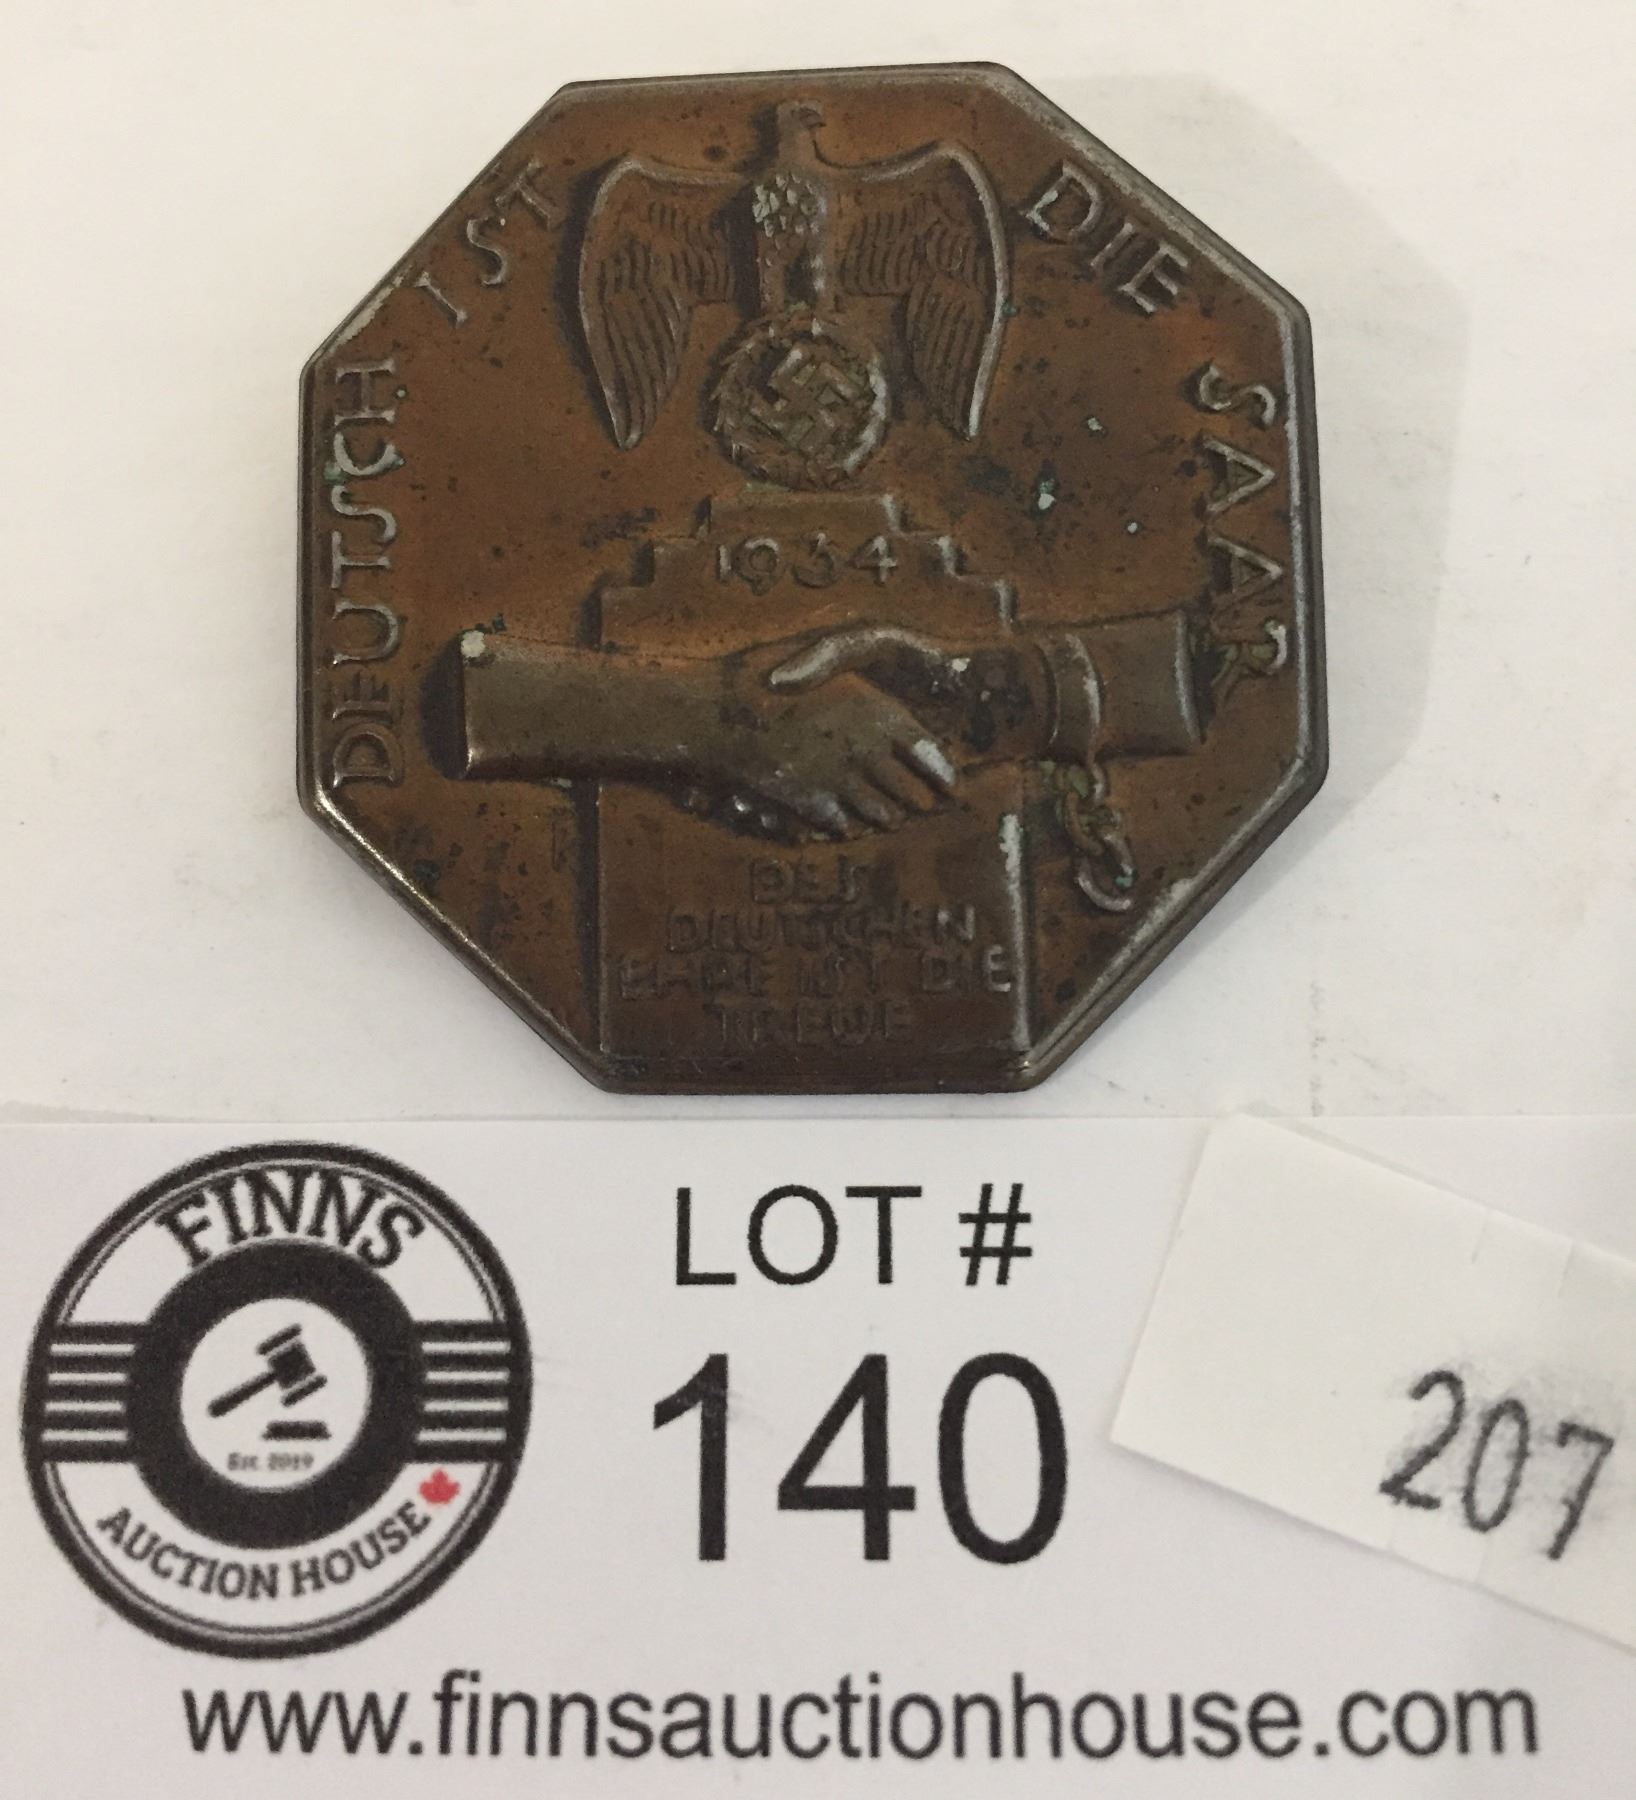 DEUTSCH IST DIE SAAR
1934
DES
DEUTSCHEN
EHRE IST DIE
TREUE
FINNS
Est. 2019
AUCTION HOUSE
LOT #
140
207
www.finnsauctionhouse.com